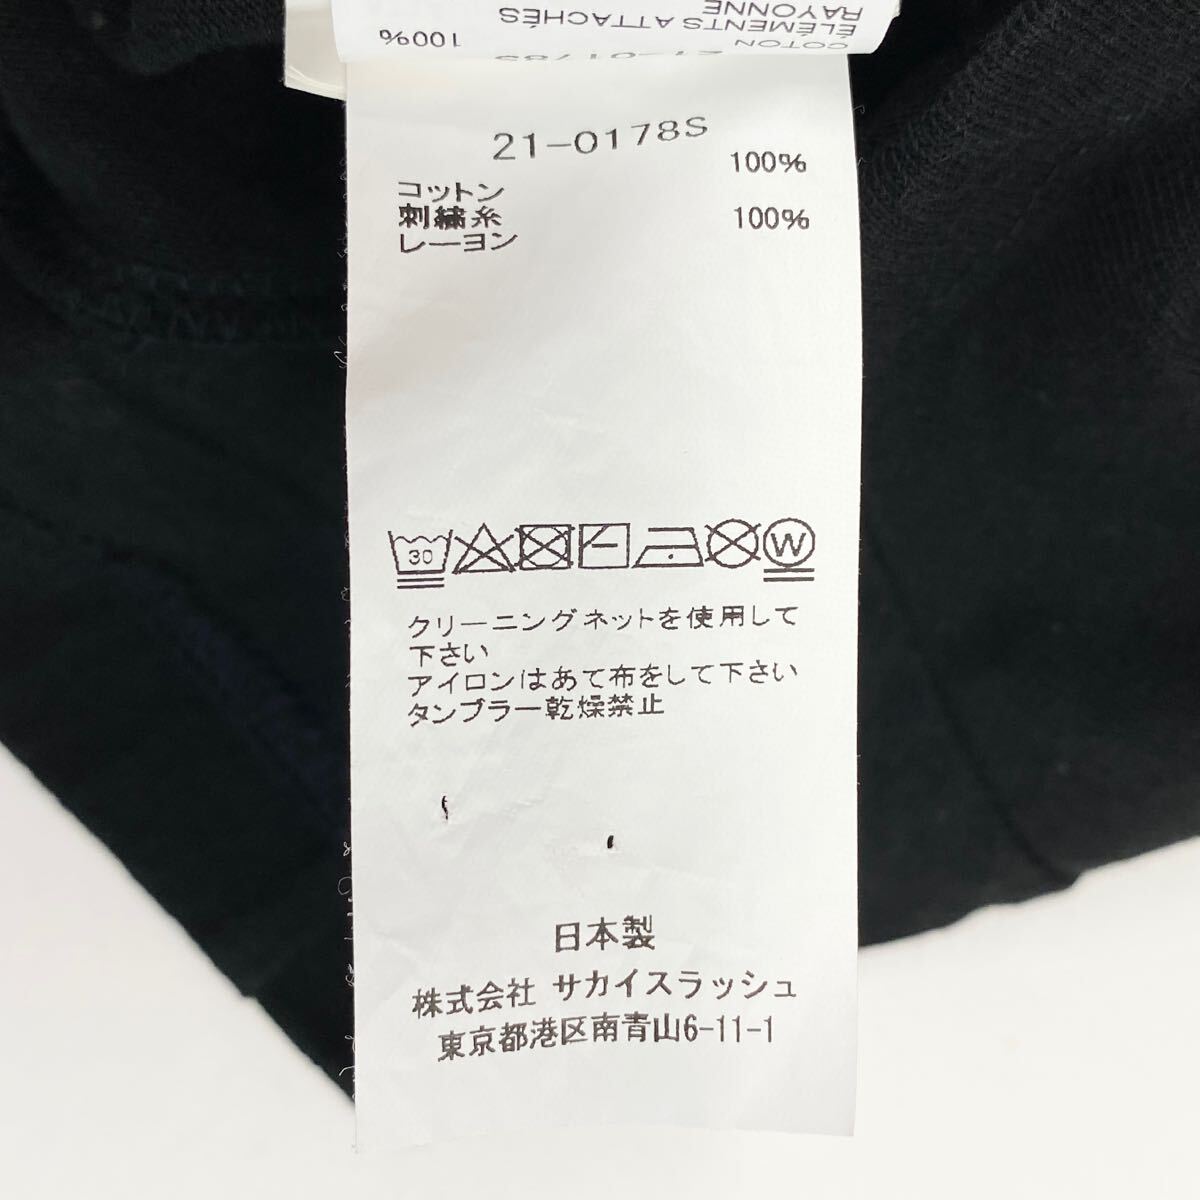 100%
COTON
ÉLÉMENTS ATTACHÉS
RAYONNE
21-0178S
21-0178S
100%
コットン
刺繍糸 100%
レーヨン
30
W
クリーニングネットを使用して
下さい
アイロンはあて布をして下さい
タンブラー乾燥禁止
日本製
株式会社 サカイスラッシュ
東京都港区南青山6-11-1